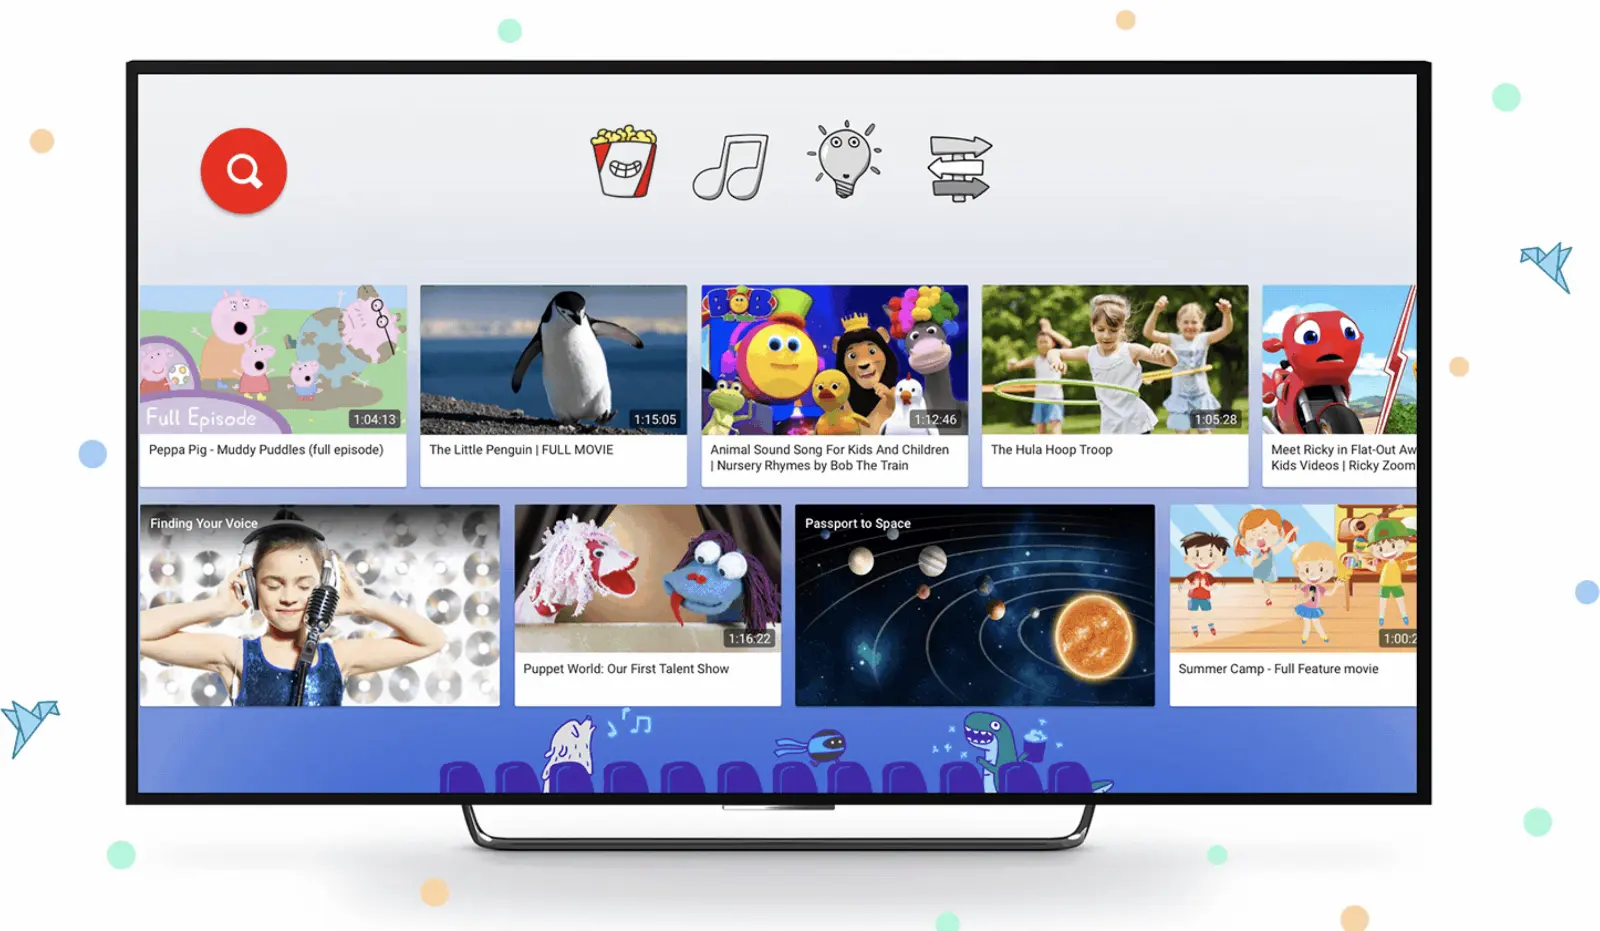 BOB
Full Episode
1:04:13
1:15:05
1:12:46
1:05:28
Peppa Pig - Muddy Puddles (full episode)
The Little Penguin | FULL MOVIE
Animal Sound Song For Kids And Children
| Nursery Rhymes by Bob The Train
The Hula Hoop Troop
Meet Ricky in Flat-Out Aw
Kids Videos | Ricky Zoom
Finding Your Voice
Passport to Space
1:16:22
1:00:2
Puppet World: Our First Talent Show
Summer Camp - Full Feature movie